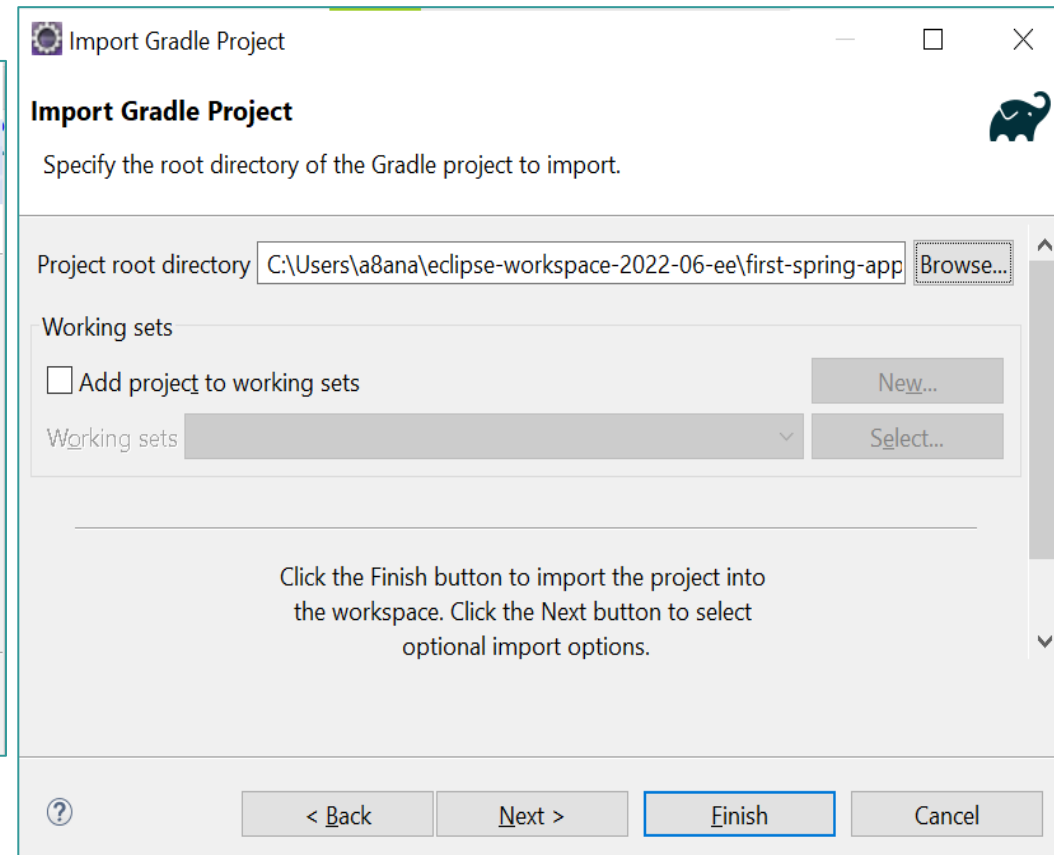 Import Gradle Project
Import Gradle Project
Specify the root directory of the Gradle project to import.
Project root directory C:\Users\a8ana\eclipse-workspace-2022-06-ee\first-spring-app Browse...
Working sets
Add project to working sets New...
Working sets Select...
Click the Finish button to import the project into
the workspace. Click the Next button to select
optional import options.
? < Back Next > Finish Cancel